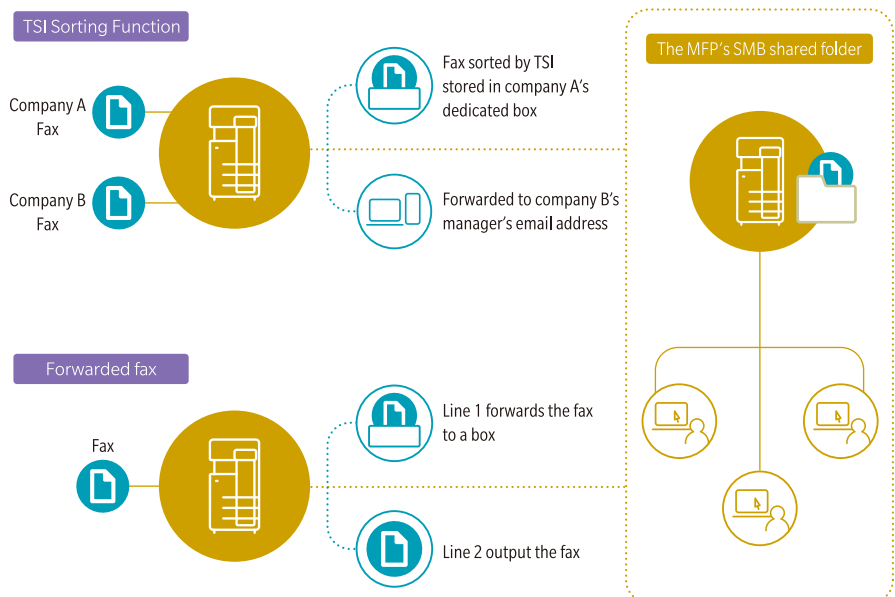 TSI Sorting Function
Company A
Fax
Company B
Fax
Fax sorted by TSI
stored in company A's
dedicated box
Forwarded to company B's
manager's email address
The MFP's SMB shared folder
Forwarded fax
Fax
Line 1 forwards the fax
to a box
Line 2 output the fax